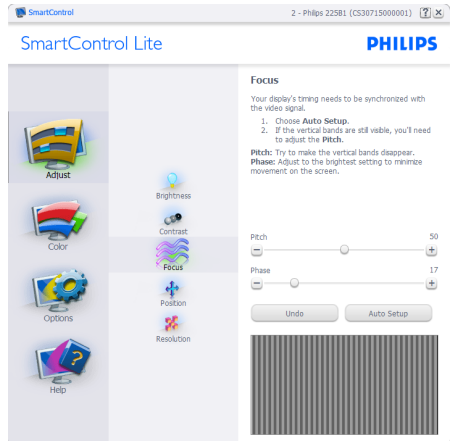 SmartControl
2 - Philips 225B1 (CS30715000001) ? X
SmartControl Lite
PHILIPS
Adjust
Color
Options
Help
Brightness
Contrast
Focus
Position
Resolution
Focus
Your display's timing needs to be synchronized with
the video signal.
1. Choose Auto Setup.
2. If the vertical bands are still visible, you'll need
to adjust the Pitch.
Pitch: Try to make the vertical bands disappear.
Phase: Adjust to the brightest setting to minimize
movement on the screen.
Pitch 50
Phase 17
Undo Auto Setup